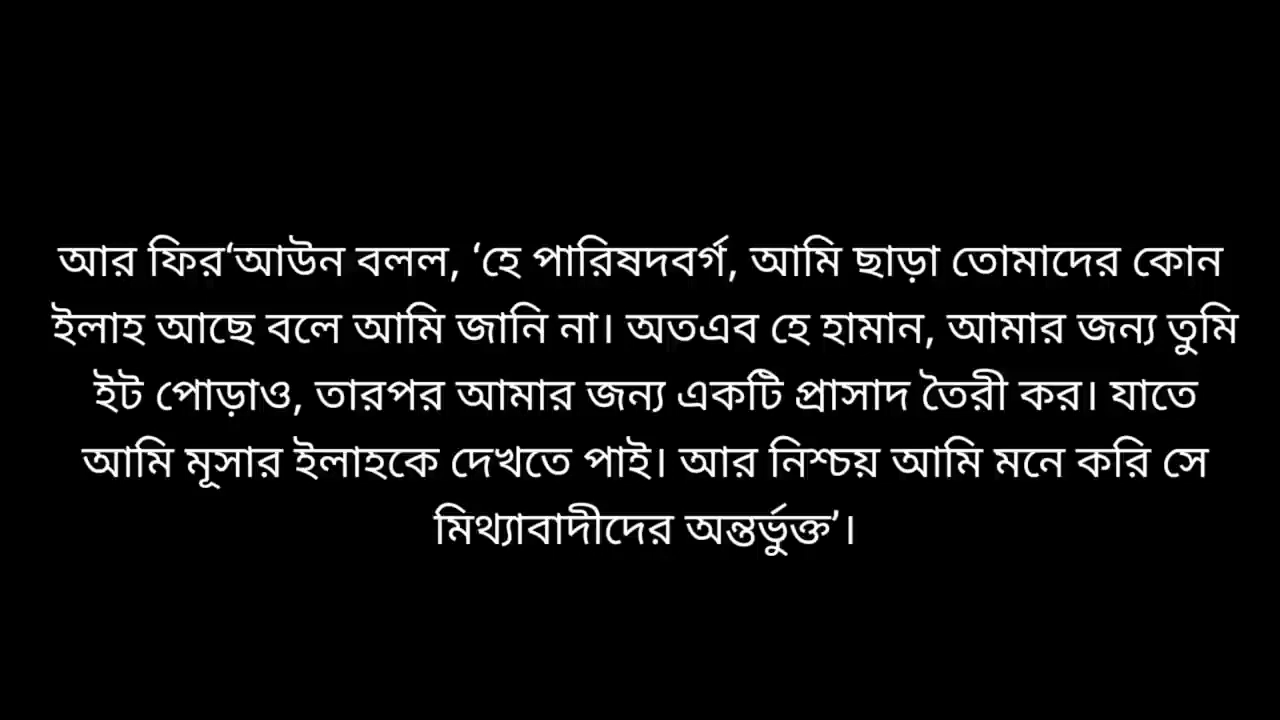 আর ফির‘আউন বলল, ‘হে পারিষদবর্গ, আমি ছাড়া তোমাদের কোন
ইলাহ আছে বলে আমি জানি না। অতএব হে হামান, আমার জন্য তুমি
ইট পোড়াও, তারপর আমার জন্য একটি প্রাসাদ তৈরী কর। যাতে
আমি মূসার ইলাহকে দেখতে পাই। আর নিশ্চয় আমি মনে করি সে
মিথ্যাবাদীদের অন্তর্ভুক্ত’।